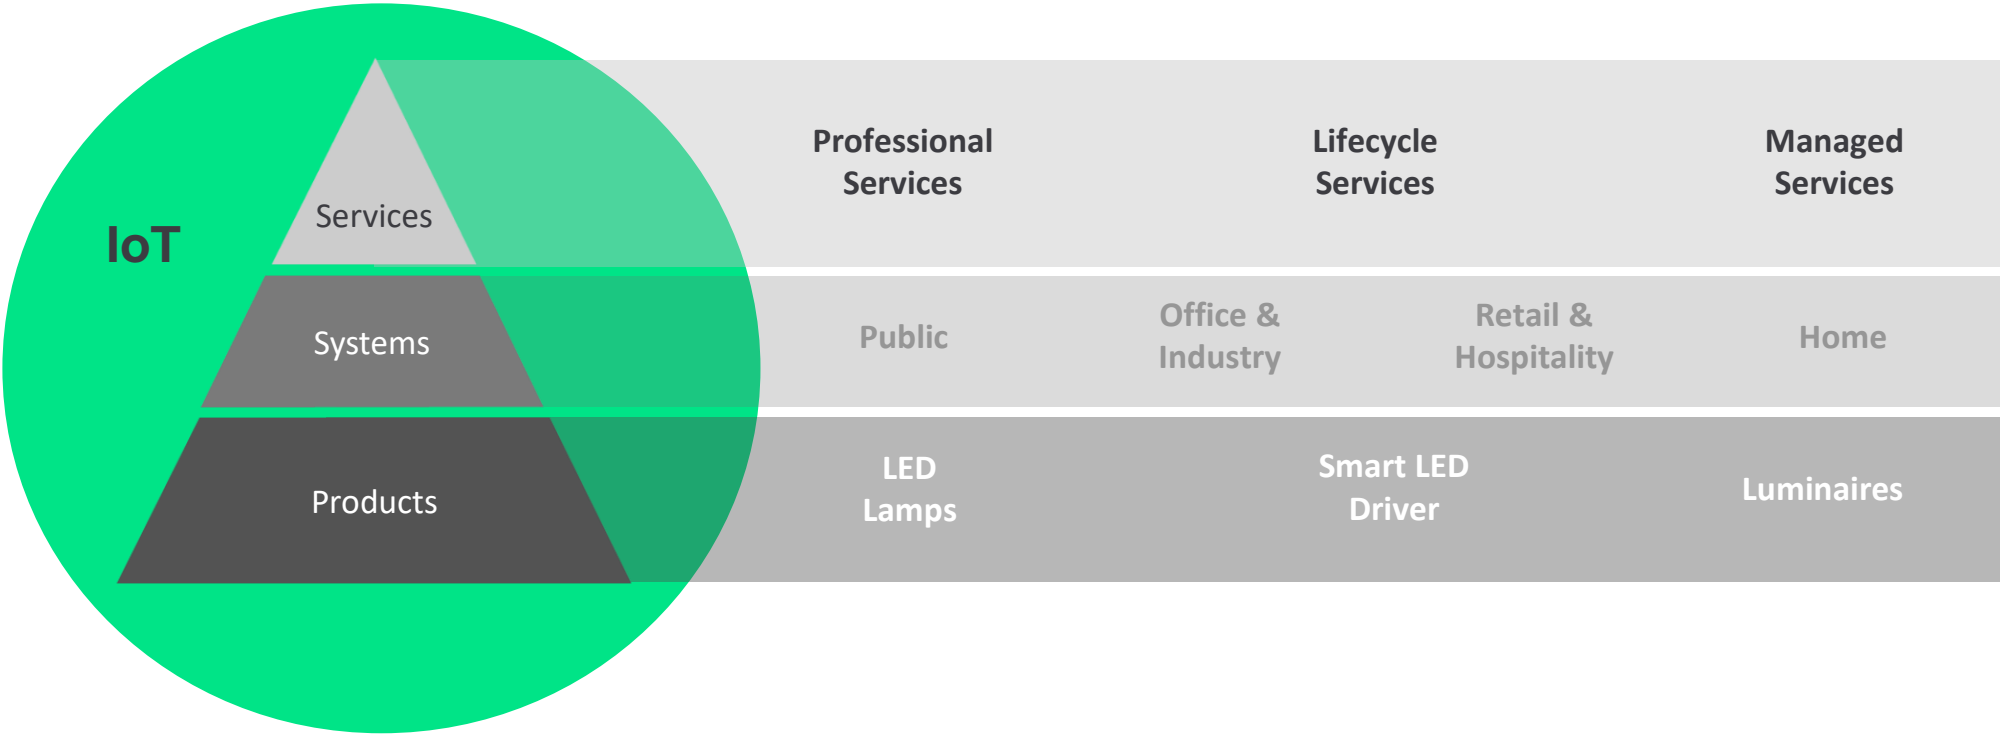 IoT
Services
Professional
Services
Lifecycle
Services
Managed
Services
Systems
Public
Office &
Industry
Retail &
Hospitality
Home
Products
LED
Lamps
Smart LED
Driver
Luminaires